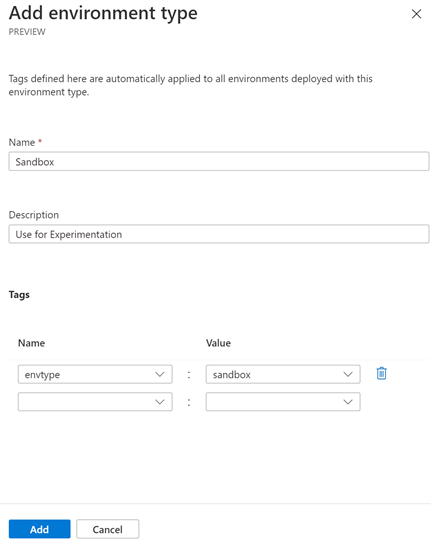 Add environment type
PREVIEW
Tags defined here are automatically applied to all environments deployed with this
environment type.
Name *
Sandbox
Description
Use for Experimentation
Tags
Name Value
envtype : sandbox
:
Add Cancel